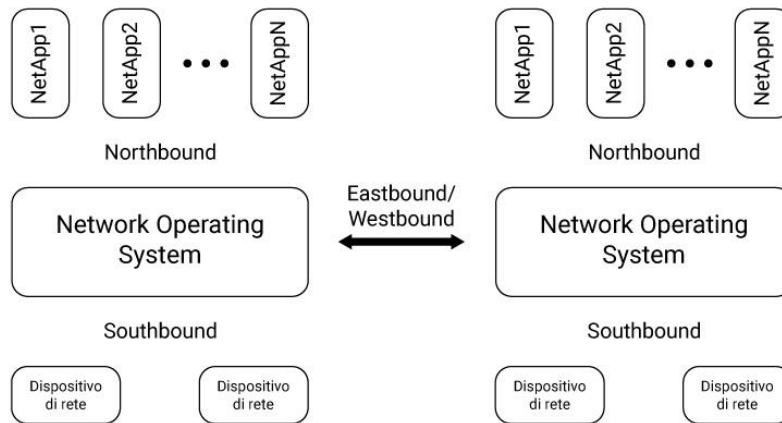 NetApp1
NetApp2
NetAppN
NetApp1
NetApp2
NetAppN
Northbound
Northbound
Network Operating
System
Eastbound/
Westbound
Network Operating
System
Southbound
Southbound
Dispositivo
di rete
Dispositivo
di rete
Dispositivo
di rete
Dispositivo
di rete